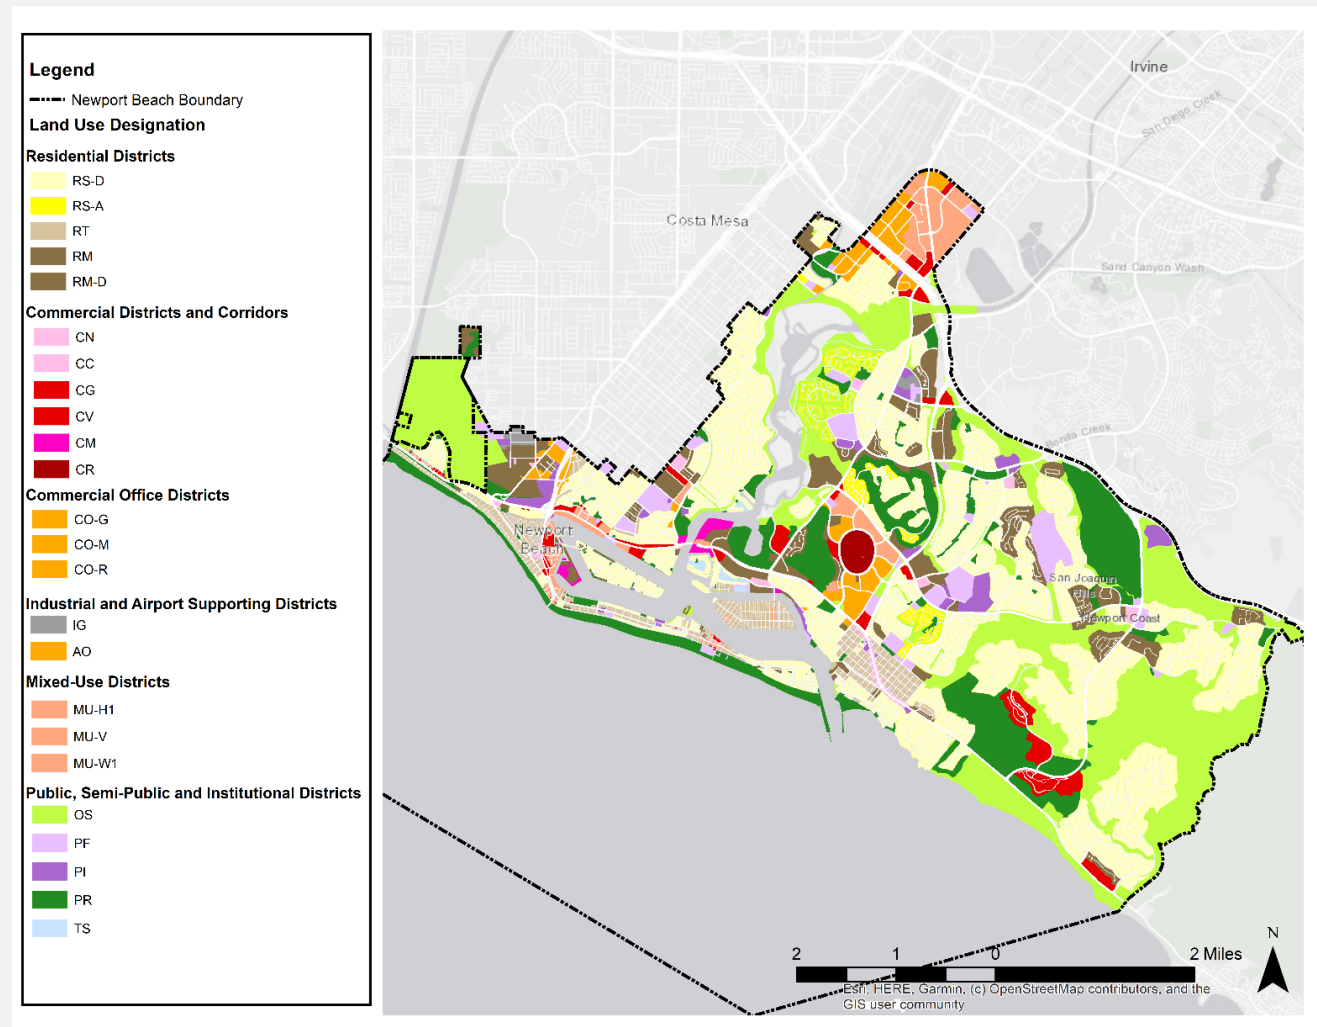 Legend
Newport Beach Boundary
Land Use Designation
Residential Districts
RS-D
RS-A
RT
RM
RM-D
Commercial Districts and Corridors
CN
CC
CG
CV
CM
CR
Commercial Office Districts
CO-G
CO-M
CO-R
Industrial and Airport Supporting Districts
IG
AO
Mixed-Use Districts
MU-H1
MU-V
MU-W1
Public, Semi-Public and Institutional Districts
OS
PF
PI
PR
TS
Irvine
San Diego Creek
Costa Mesa
Sand Canyon Wash
Bonita Creek
Newport
Beach
San Joaquin
Hills
Newport Coast
N
2 1 0 2 Miles
Esri, HERE, Garmin, (c) OpenStreetMap contributors, and the
GIS user community